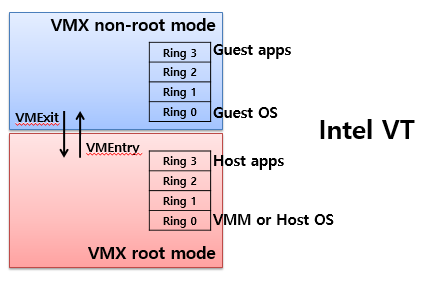 VMX non-root mode
Ring 3 Guest apps
Ring 2
Ring 1
Ring 0 Guest OS
VMExit
VMEntry
Intel VT
Ring 3 Host apps
Ring 2
Ring 1
Ring 0 VMM or Host OS
VMX root mode